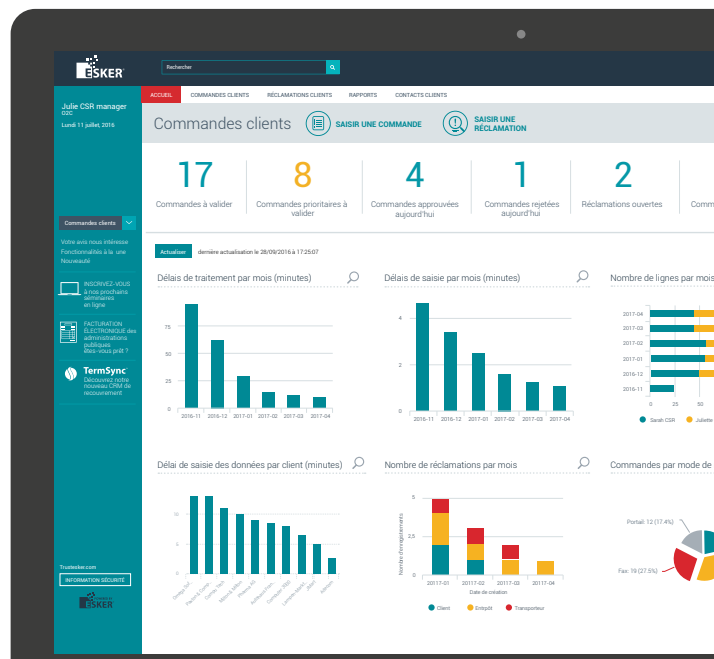 ESKER
Rechercher
ACCUEIL
COMMANDES CLIENTS
RÉCLAMATIONS CLIENTS
RAPPORTS
CONTACTS CLIENTS
Julie CSR manager
O2C
Lundi 11 juillet, 2016
Commandes clients
SAISIR UNE COMMANDE
SAISIR UNE
RÉCLAMATION
17
Commandes à valider
8
Commandes prioritaires à
valider
4
Commandes approuvées
aujourd'hui
1
Commandes rejetées
aujourd'hui
2
Réclamations ouvertes
Comm
Commandes clients
Votre avis nous intéresse
Fonctionnalités à la une
Nouveauté
INSCRIVEZ-VOUS
à nos prochains
séminaires
en ligne
FACTURATION
ÉLECTRONIQUE des
administrations
publiques
êtes-vous prêt ?
TermSync
Découvrez notre
nouveau CRM de
recouvrement
Trustesker.com
INFORMATION SÉCURITÉ
ESKER
Actualiser
dernière actualisation le 28/09/2016 à 17:25:07
Délais de traitement par mois (minutes)
75
50
25
0
2016-11 2016-12 2017-01 2017-02 2017-03 2017-04
Délais de saisie par mois (minutes)
4
2
0
2016-11 2016-12 2017-01 2017-02 2017-03 2017-04
Nombre de lignes par mois
2017-04
2017-03
2017-02
2017-01
2016-12
2016-11
0 25 50
Sarah CSR
Juliette
Délai de saisie des données par client (minutes)
10
5
0
Nombre de réclamations par mois
Nombre d'enregistrements
5
2,5
0
20117-01 20117-02 20117-03 20117-04
Date de création
Client
Entrpôt
Transporteur
Commandes par mode de
Portail: 12 (17.4%)
Fax: 19 (27.5%)